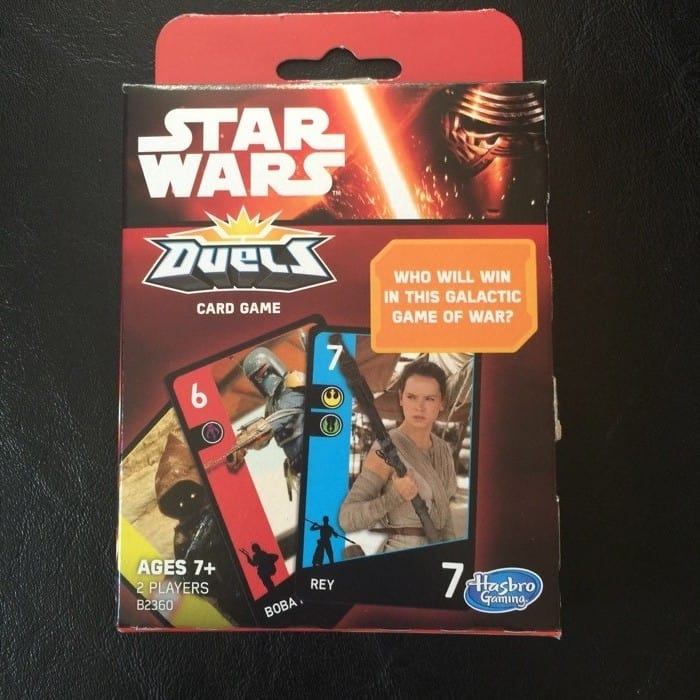 STAR
WARS
™
DUELS
CARD GAME
WHO WILL WIN
IN THIS GALACTIC
GAME OF WAR?
6
7
AGES 7+
2 PLAYERS
B2360
BOBA
REY
7
Hasbro
Gaming